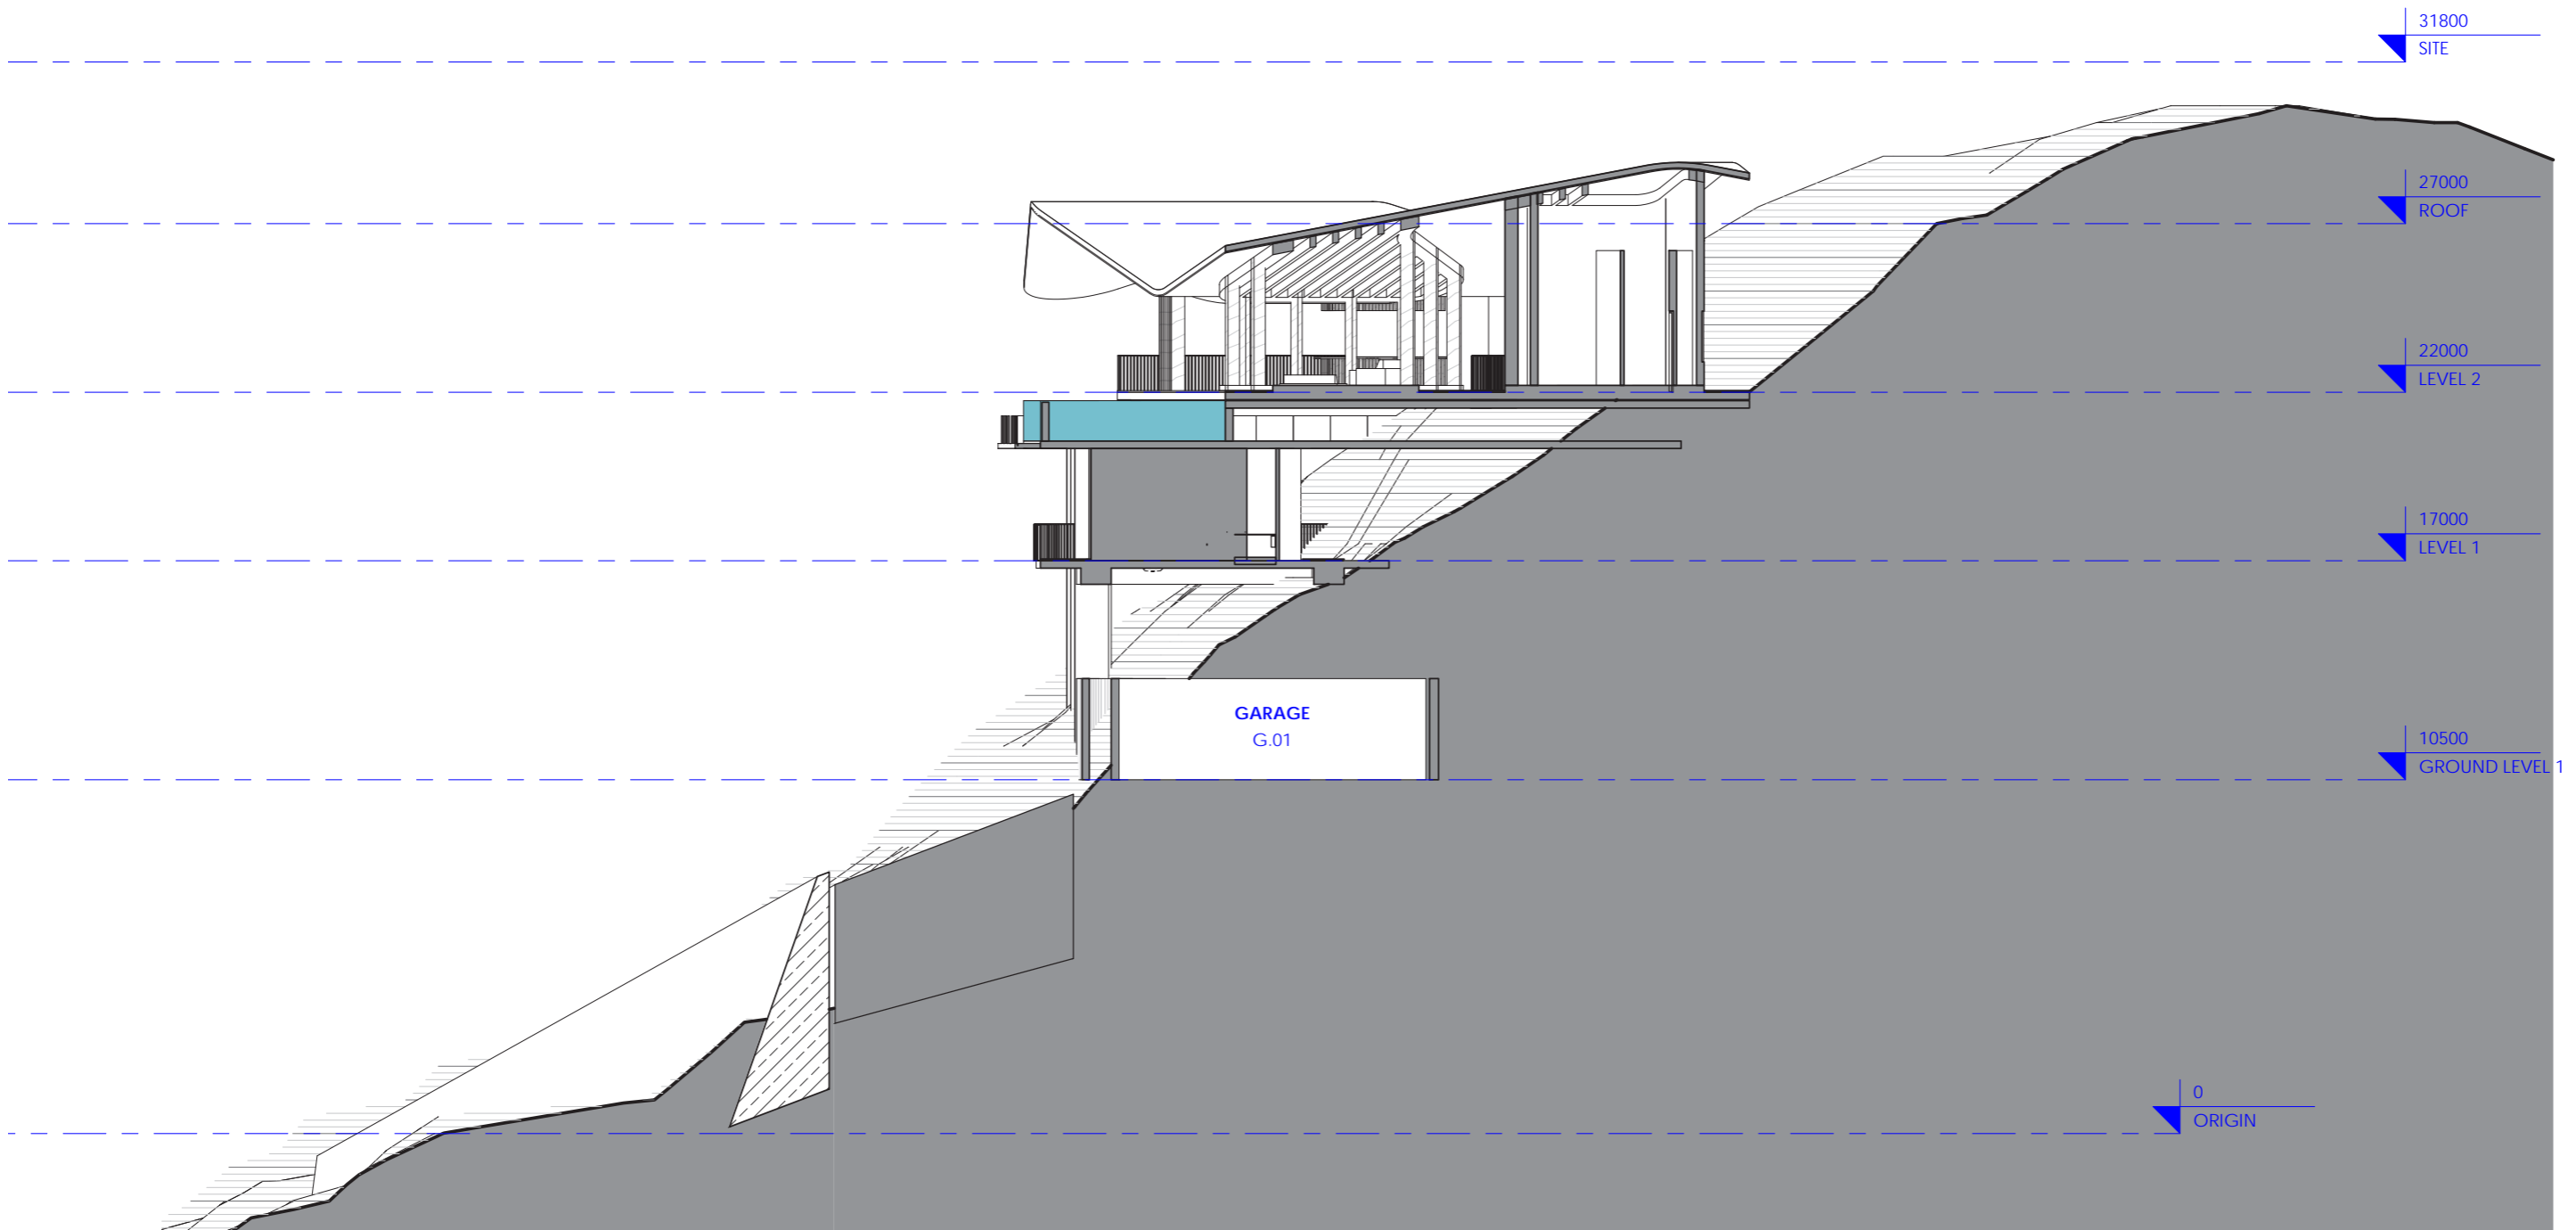 31800
SITE
27000
ROOF
22000
LEVEL 2
17000
LEVEL 1
GARAGE
G.01
10500
GROUND LEVEL 1
0
ORIGIN